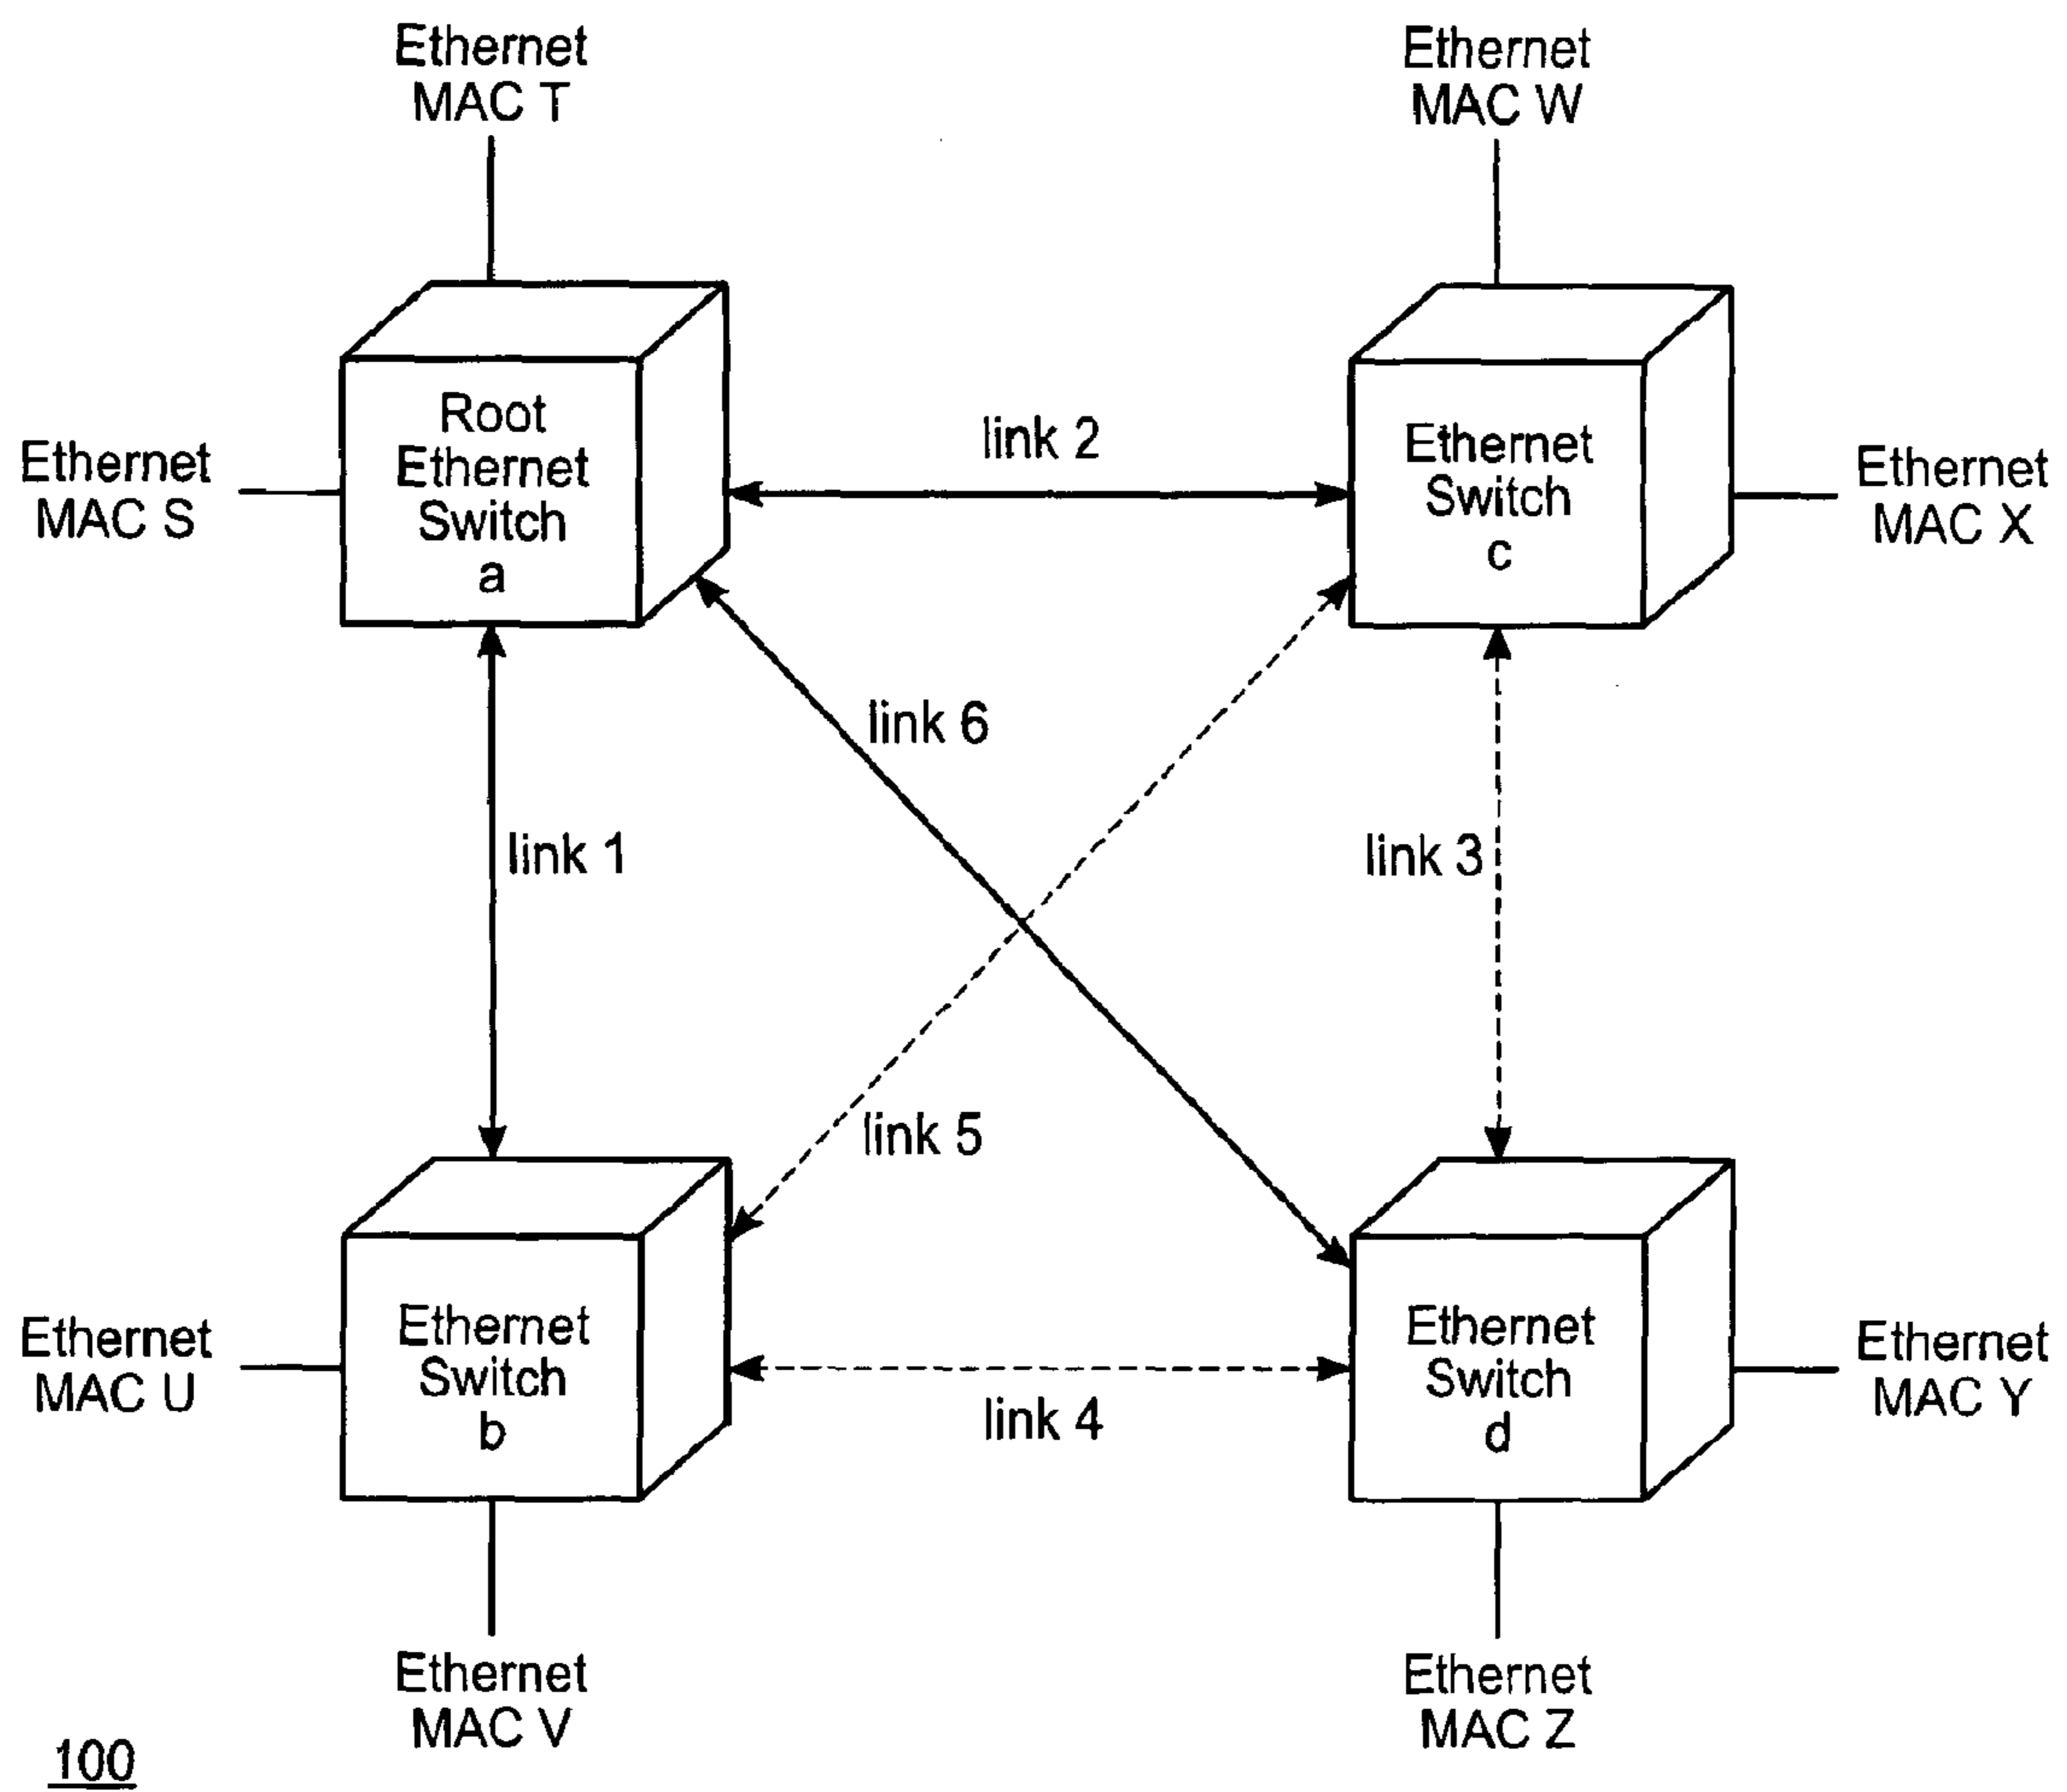 Ethernet
MAC T
Ethernet
MAC W
Root
Ethernet
Switch
a
Ethernet
MAC S
link 2
Ethernet
Switch
c
Ethernet
MAC X
link 6
link 1
link 3
link 5
Ethernet
Switch
b
Ethernet
MAC U
link 4
Ethernet
Switch
d
Ethernet
MAC Y
Ethernet
MAC V
Ethernet
MAC Z
100